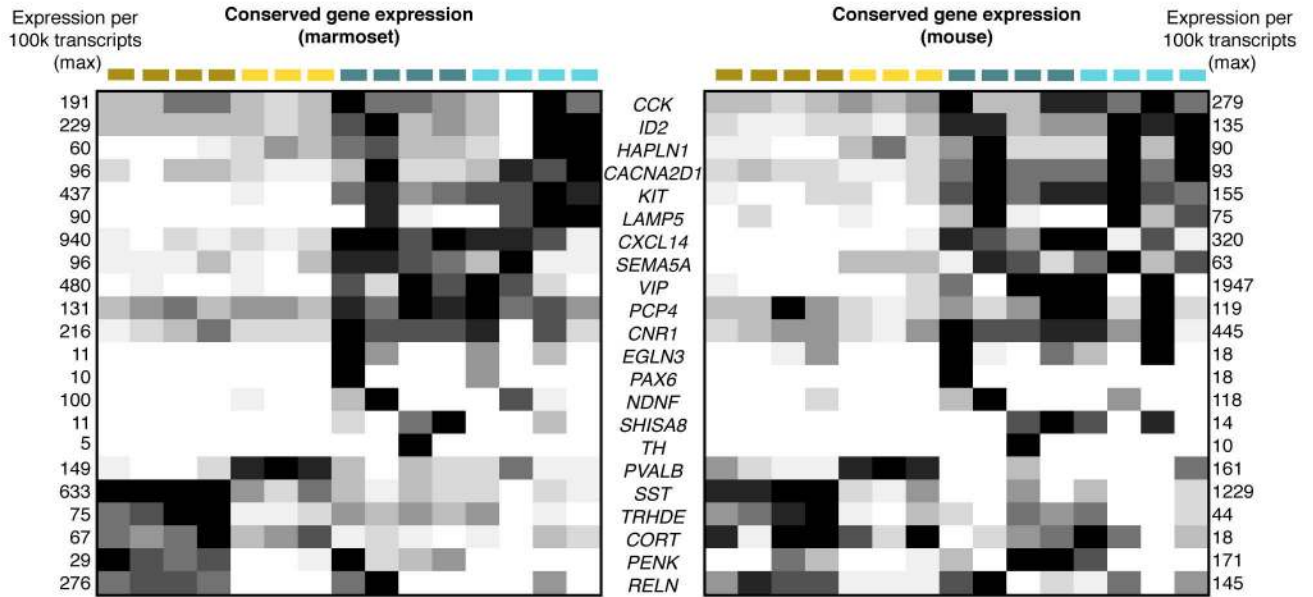 Expression per
100k transcripts
(max)
Conserved gene expression
(marmoset)
Conserved gene expression
(mouse)
Expression per
100k transcripts
(max)
191 CCK 279
229 ID2 135
60 HAPLN1 90
96 CACNA2D1 93
437 KIT 155
90 LAMP5 75
940 CXCL14 320
96 SEMA5A 63
480 VIP 1947
131 PCP4 119
216 CNR1 445
11 EGLN3 18
10 PAX6 18
100 NDNF 118
11 SHISA8 14
5 TH 10
149 PVALB 161
633 SST 1229
75 TRHDE 44
67 CORT 18
29 PENK 171
276 RELN 145